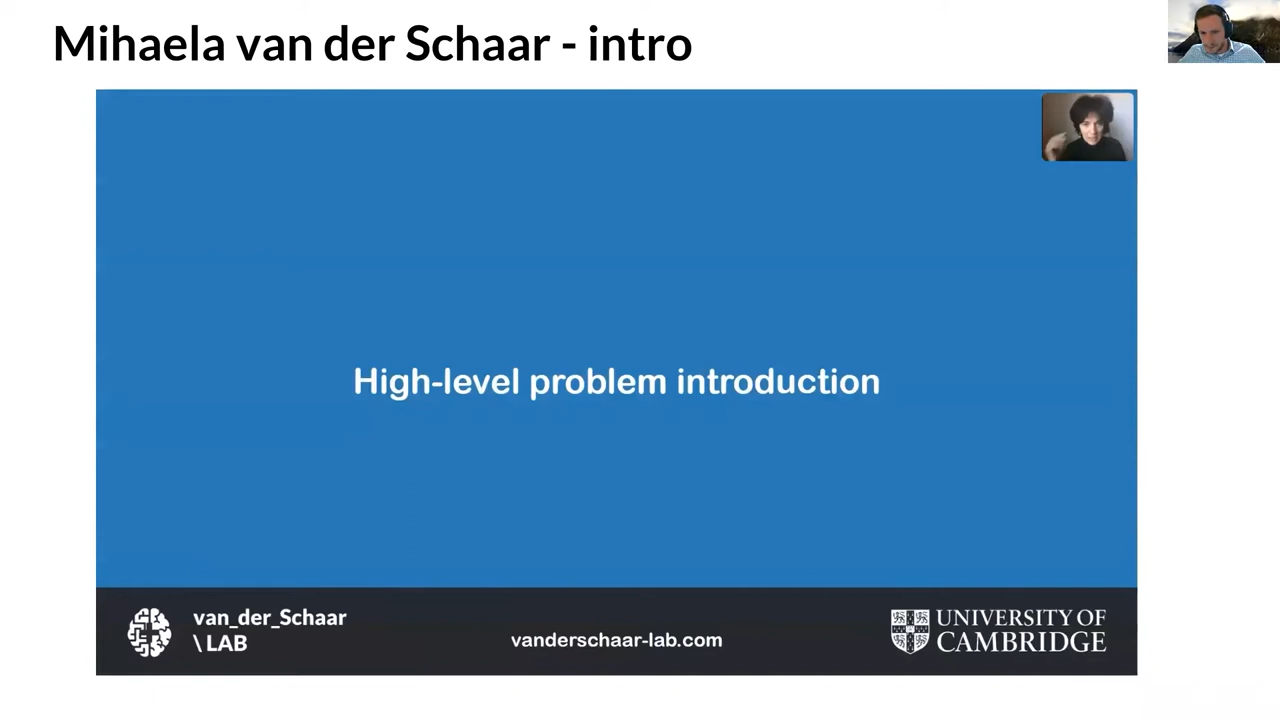 Mihaela van der Schaar - intro
High-level problem introduction
van_der_Schaar
\ LAB
vanderschaar-lab.com
UNIVERSITY OF
CAMBRIDGE